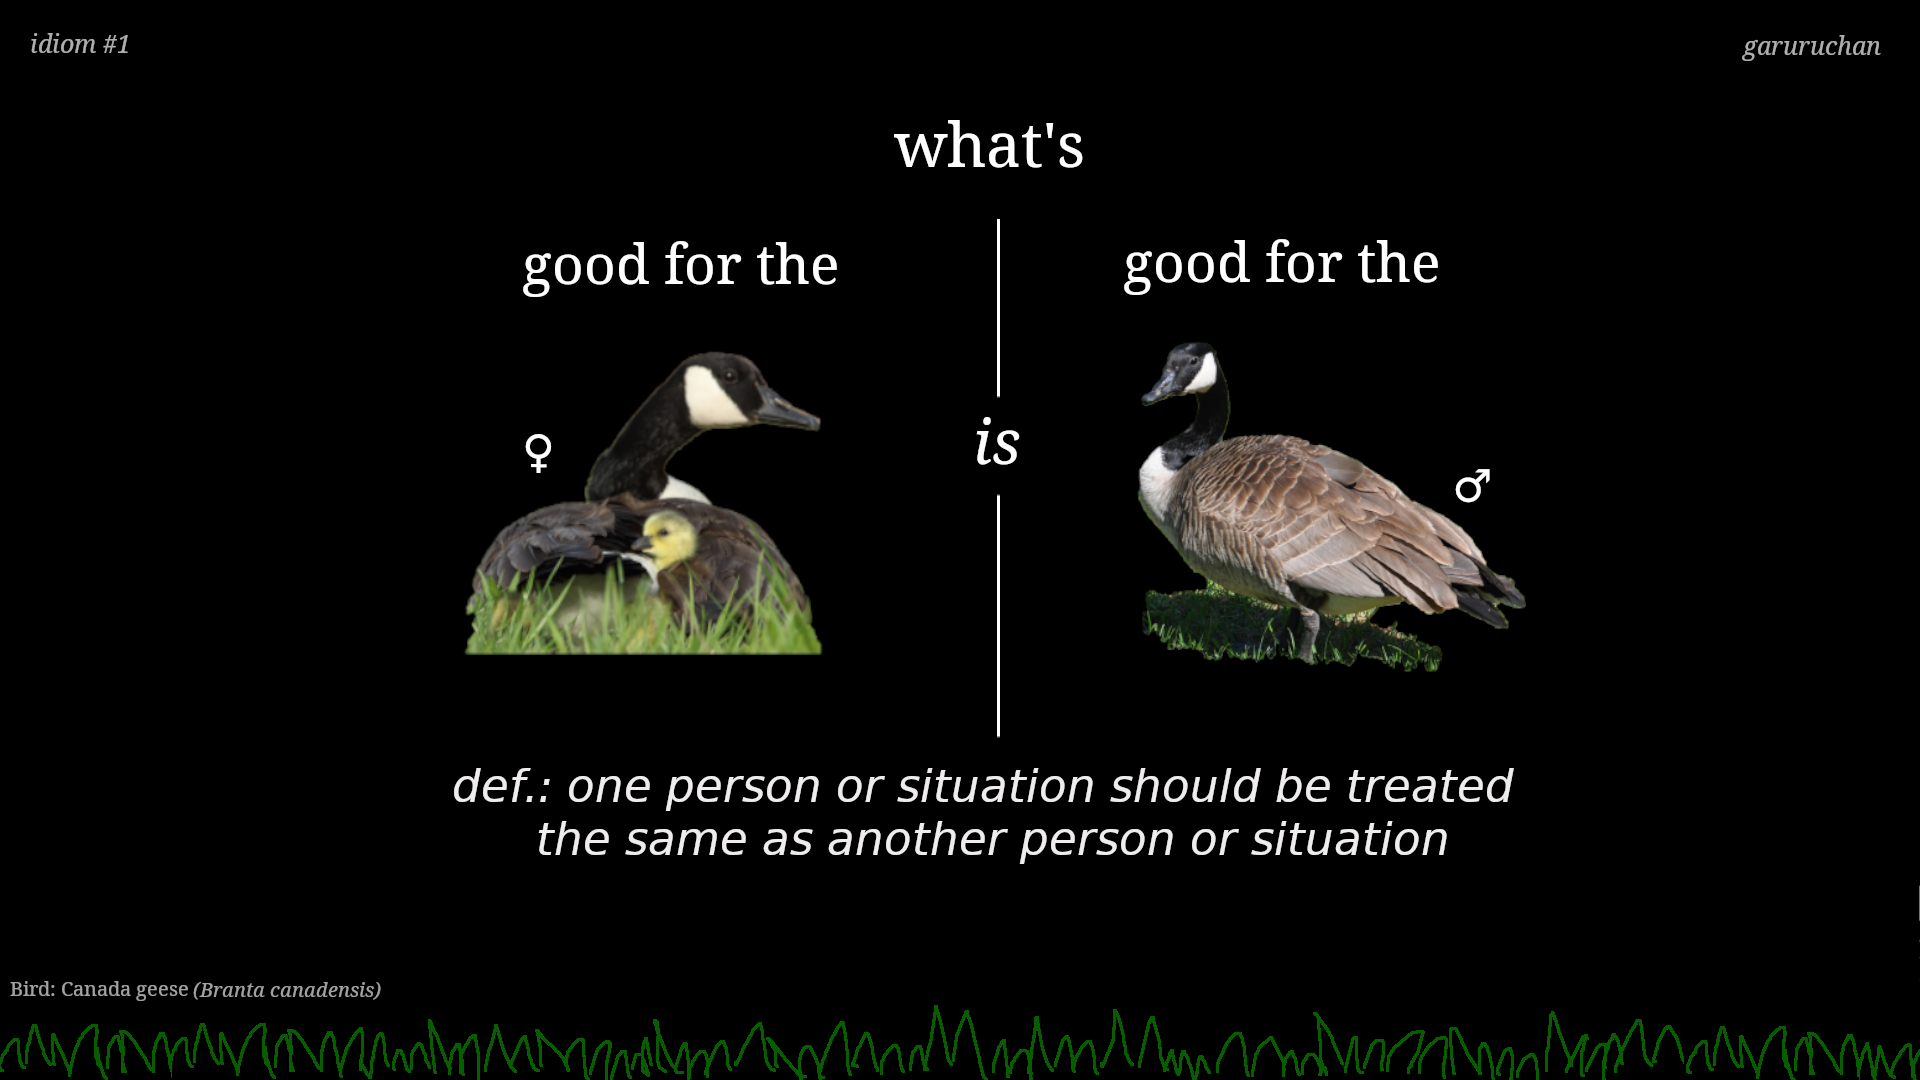 idiom #1
garuruchan
what's
good for the
good for the
♀
is
♂
def.: one person or situation should be treated
the same as another person or situation
Bird: Canada geese (Branta canadensis)